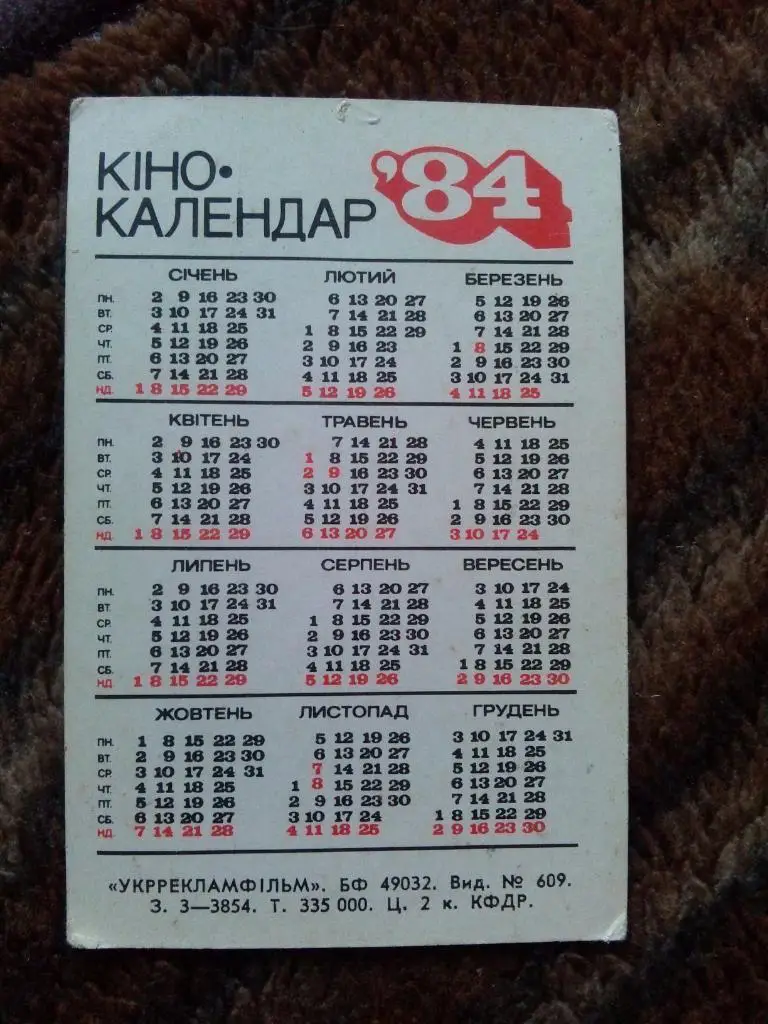 КІНО•
КАЛЕНДАР '84
СІЧЕНЬ ЛЮТИЙ БЕРЕЗЕНЬ
ПН. 2 9 16 23 30 6 13 20 27 5 12 19 26
ВТ. 3 10 17 24 31 7 14 21 28 6 13 20 27
СР. 4 11 18 25 1 8 15 22 29 7 14 21 28
ЧТ. 5 12 19 26 2 9 16 23 1 8 15 22 29
ПТ. 6 13 20 27 3 10 17 24 2 9 16 23 30
СБ. 7 14 21 28 4 11 18 25 3 10 17 24 31
НД. 1 8 15 22 29 5 12 19 26 4 11 18 25
КВІТЕНЬ ТРАВЕНЬ ЧЕРВЕНЬ
ПН. 2 9 16 23 30 7 14 21 28 4 11 18 25
ВТ. 3 10 17 24 1 8 15 22 29 5 12 19 26
СР. 4 11 18 25 2 9 16 23 30 6 13 20 27
ЧТ. 5 12 19 26 3 10 17 24 31 7 14 21 28
ПТ. 6 13 20 27 4 11 18 25 1 8 15 22 29
СБ. 7 14 21 28 5 12 19 26 2 9 16 23 30
НД. 1 8 15 22 29 6 13 20 27 3 10 17 24
ЛИПЕНЬ СЕРПЕНЬ ВЕРЕСЕНЬ
ПН. 2 9 16 23 30 6 13 20 27 3 10 17 24
ВТ. 3 10 17 24 31 7 14 21 28 4 11 18 25
СР. 4 11 18 25 1 8 15 22 29 5 12 19 26
ЧТ. 5 12 19 26 2 9 16 23 30 6 13 20 27
ПТ. 6 13 20 27 3 10 17 24 31 7 14 21 28
СБ. 7 14 21 28 4 11 18 25 1 8 15 22 29
НД. 1 8 15 22 29 5 12 19 26 2 9 16 23 30
ЖОВТЕНЬ ЛИСТОПАД ГРУДЕНЬ
ПН. 1 8 15 22 29 5 12 19 26 3 10 17 24 31
ВТ. 2 9 16 23 30 6 13 20 27 4 11 18 25
СР. 3 10 17 24 31 7 14 21 28 5 12 19 26
ЧТ. 4 11 18 25 1 8 15 22 29 6 13 20 27
ПТ. 5 12 19 26 2 9 16 23 30 7 14 21 28
СБ. 6 13 20 27 3 10 17 24 1 8 15 22 29
НД. 7 14 21 28 4 11 18 25 2 9 16 23 30
«УКРРЕКЛАМФІЛЬМ». БФ 49032. Вид. № 609.
З. 3—3854. Т. 335 000. Ц. 2 к. КФДР.